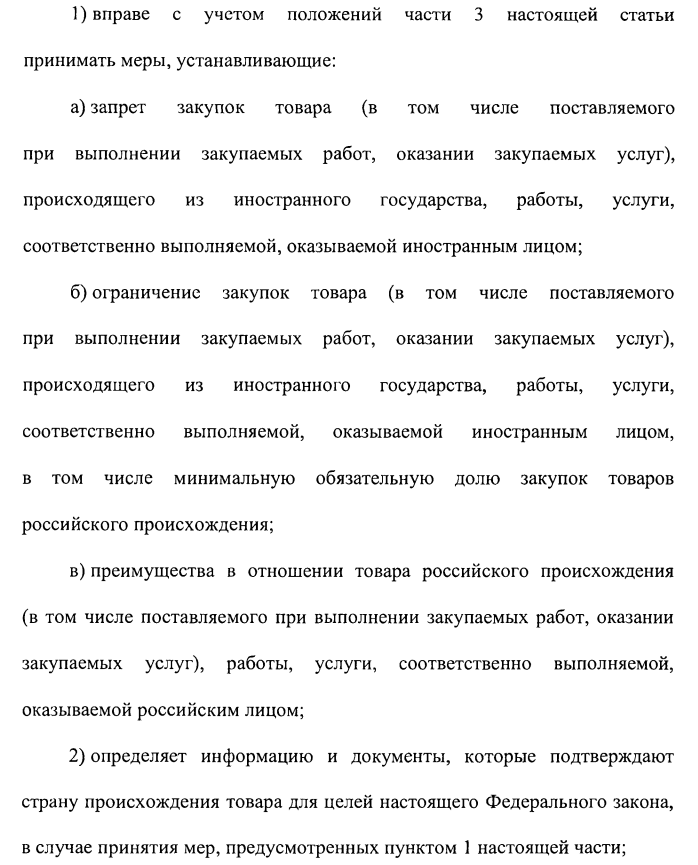 1) вправе с учетом положений части 3 настоящей статьи
принимать меры, устанавливающие:
а) запрет закупок товара (в том числе поставляемого
при выполнении закупаемых работ, оказании закупаемых услуг),
происходящего из иностранного государства, работы, услуги,
соответственно выполняемой, оказываемой иностранным лицом;
б) ограничение закупок товара (в том числе поставляемого
при выполнении закупаемых работ, оказании закупаемых услуг),
происходящего из иностранного государства, работы, услуги,
соответственно выполняемой, оказываемой иностранным лицом,
в том числе минимальную обязательную долю закупок товаров
российского происхождения;
в) преимущества в отношении товара российского происхождения
(в том числе поставляемого при выполнении закупаемых работ, оказании
закупаемых услуг), работы, услуги, соответственно выполняемой,
оказываемой российским лицом;
2) определяет информацию и документы, которые подтверждают
страну происхождения товара для целей настоящего Федерального закона,
в случае принятия мер, предусмотренных пунктом 1 настоящей части;